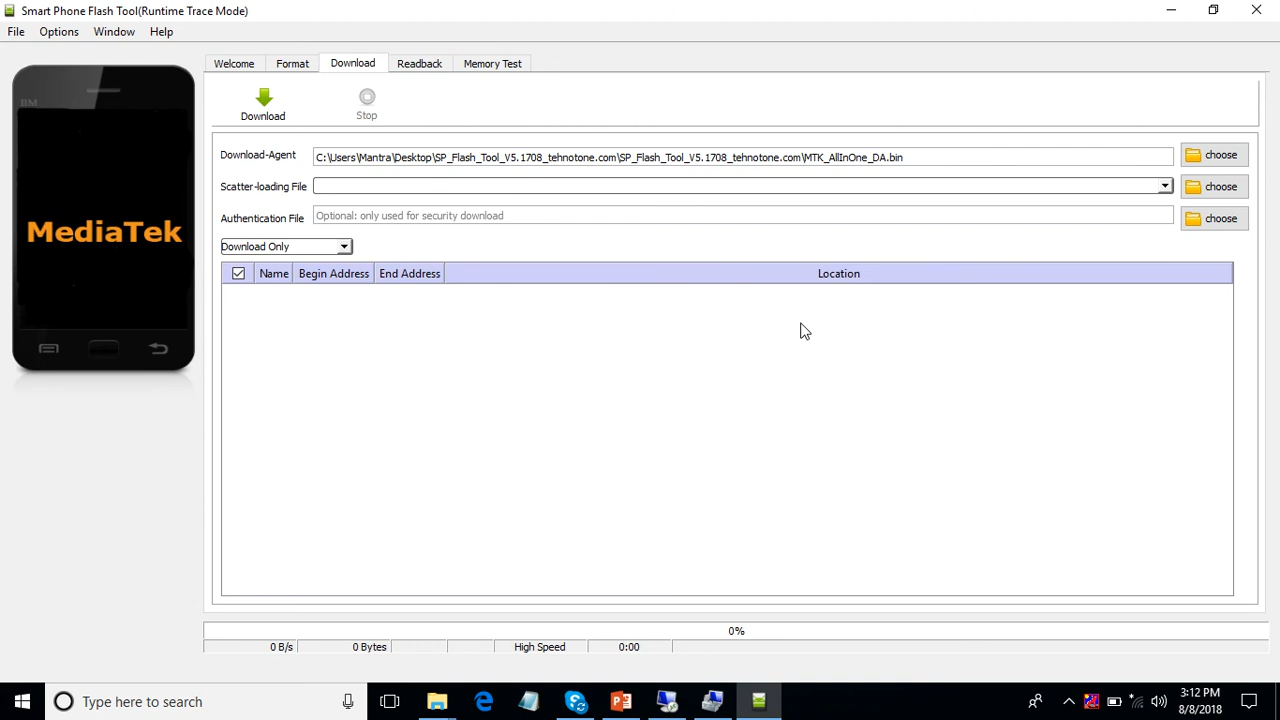 Smart Phone Flash Tool(Runtime Trace Mode)
File Options Window Help
Welcome Format Download Readback Memory Test
Download Stop
BM
MediaTek
Download-Agent C:\Users\Mantra\Desktop\SP_Flash_Tool_V5.1708_tehnotone.com\SP_Flash_Tool_V5.1708_tehnotone.com\MTK_AllInOne_DA.bin choose
Scatter-loading File choose
Authentication File Optional: only used for security download choose
Download Only
Name Begin Address End Address Location
0%
0 B/s 0 Bytes High Speed 0:00
Type here to search
3:12 PM
8/8/2018